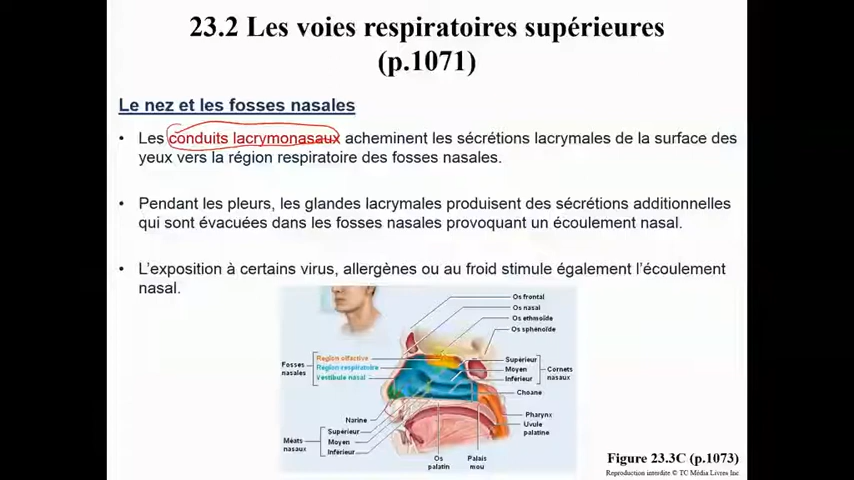 23.2 Les voies respiratoires supérieures
(p.1071)
Le nez et les fosses nasales
• Les conduits lacrymonasaux acheminent les sécrétions lacrymales de la surface des
yeux vers la région respiratoire des fosses nasales.
• Pendant les pleurs, les glandes lacrymales produisent des sécrétions additionnelles
qui sont évacuées dans les fosses nasales provoquant un écoulement nasal.
• L’exposition à certains virus, allergènes ou au froid stimule également l’écoulement
nasal.
Os frontal
Os nasal
Os ethmoïde
Os sphénoïde
Fosses
nasales
Région olfactive
Région respiratoire
Vestibule nasal
Supérieur
Moyen
Inférieur
Cornets
nasaux
Choane
Narine
Pharynx
Uvule
palatine
Méats
nasaux
Supérieur
Moyen
Inférieur
Os
palatin
Palais
mou
Figure 23.3C (p.1073)
Reproduction interdite © TC Média Livres Inc